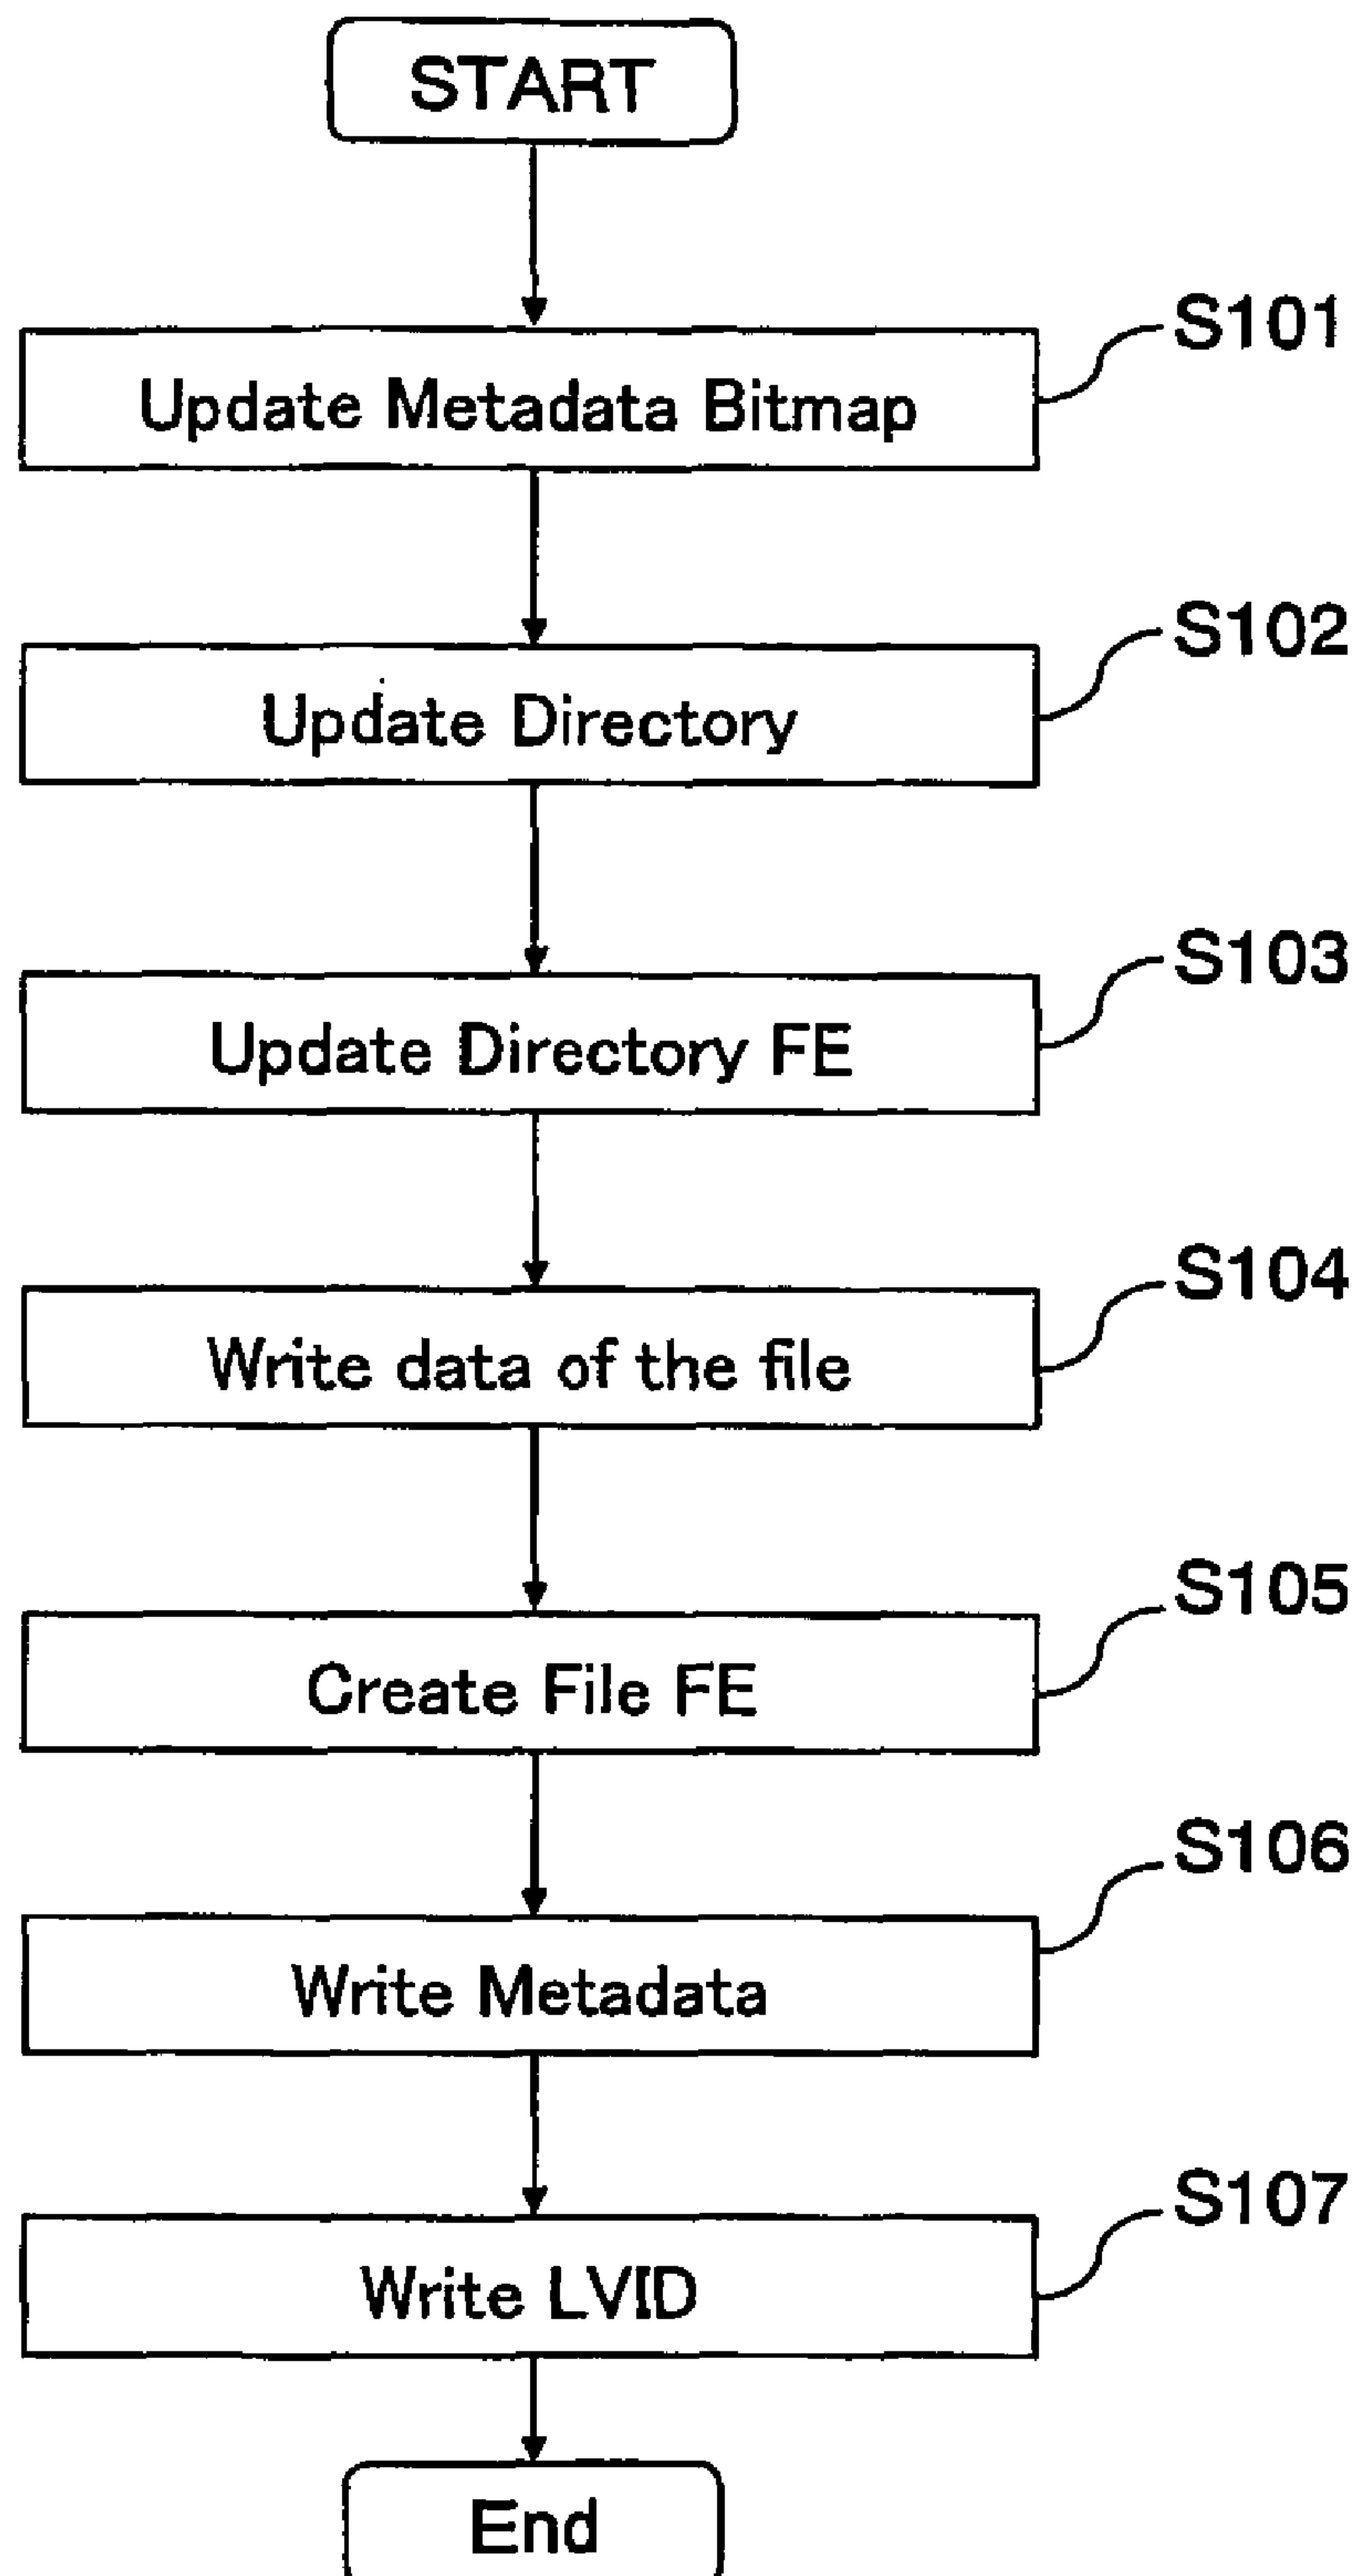 START
S101
Update Metadata Bitmap
S102
Update Directory
S103
Update Directory FE
S104
Write data of the file
S105
Create File FE
S106
Write Metadata
S107
Write LVID
End